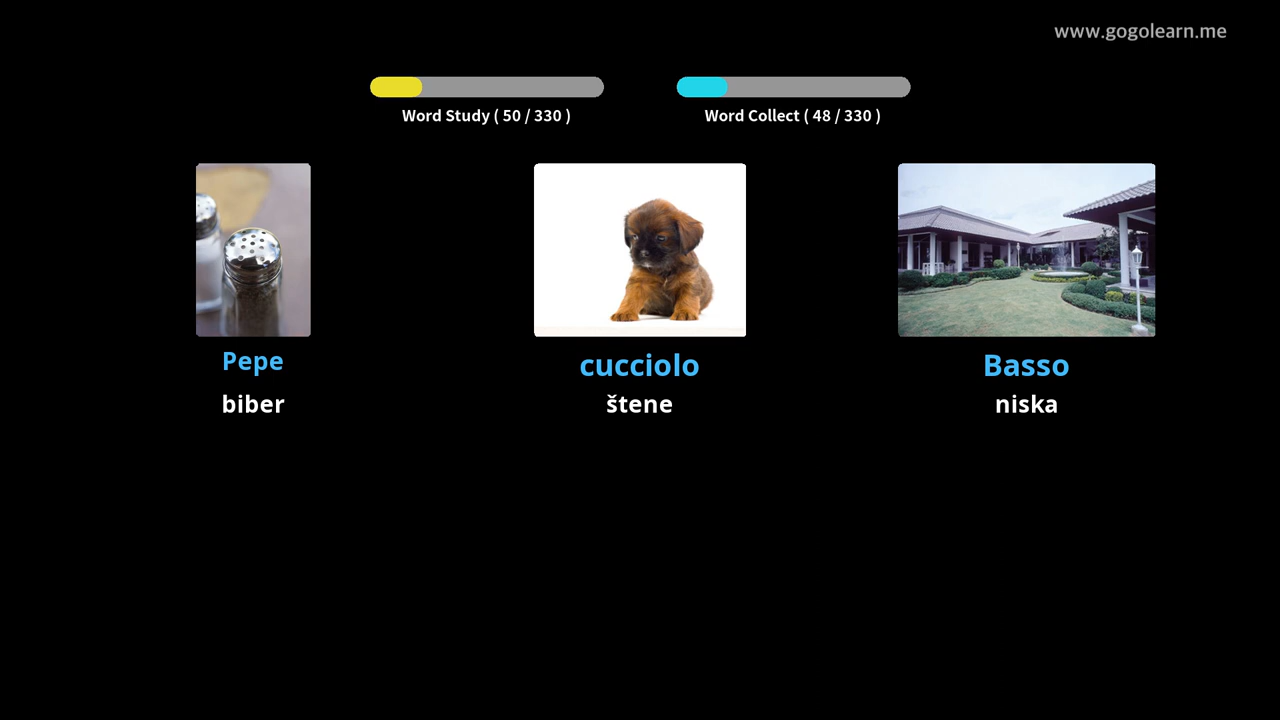 www.gogolearn.me
Word Study ( 50 / 330 )
Word Collect ( 48 / 330 )
Pepe
biber
cucciolo
štene
Basso
niska